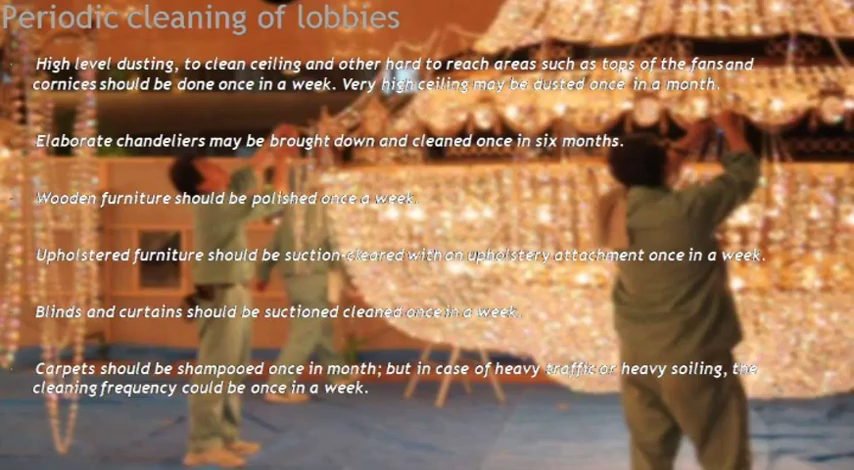 Periodic cleaning of lobbies
High level dusting, to clean ceiling and other hard to reach areas such as tops of the fans and
cornices should be done once in a week. Very high ceiling may be dusted once in a month.
Elaborate chandeliers may be brought down and cleaned once in six months.
Wooden furniture should be polished once a week.
Upholstered furniture should be suction-cleared with an upholstery attachment once in a week.
Blinds and curtains should be suctioned cleaned once in a week.
Carpets should be shampooed once in month; but in case of heavy traffic or heavy soiling, the
cleaning frequency could be once in a week.